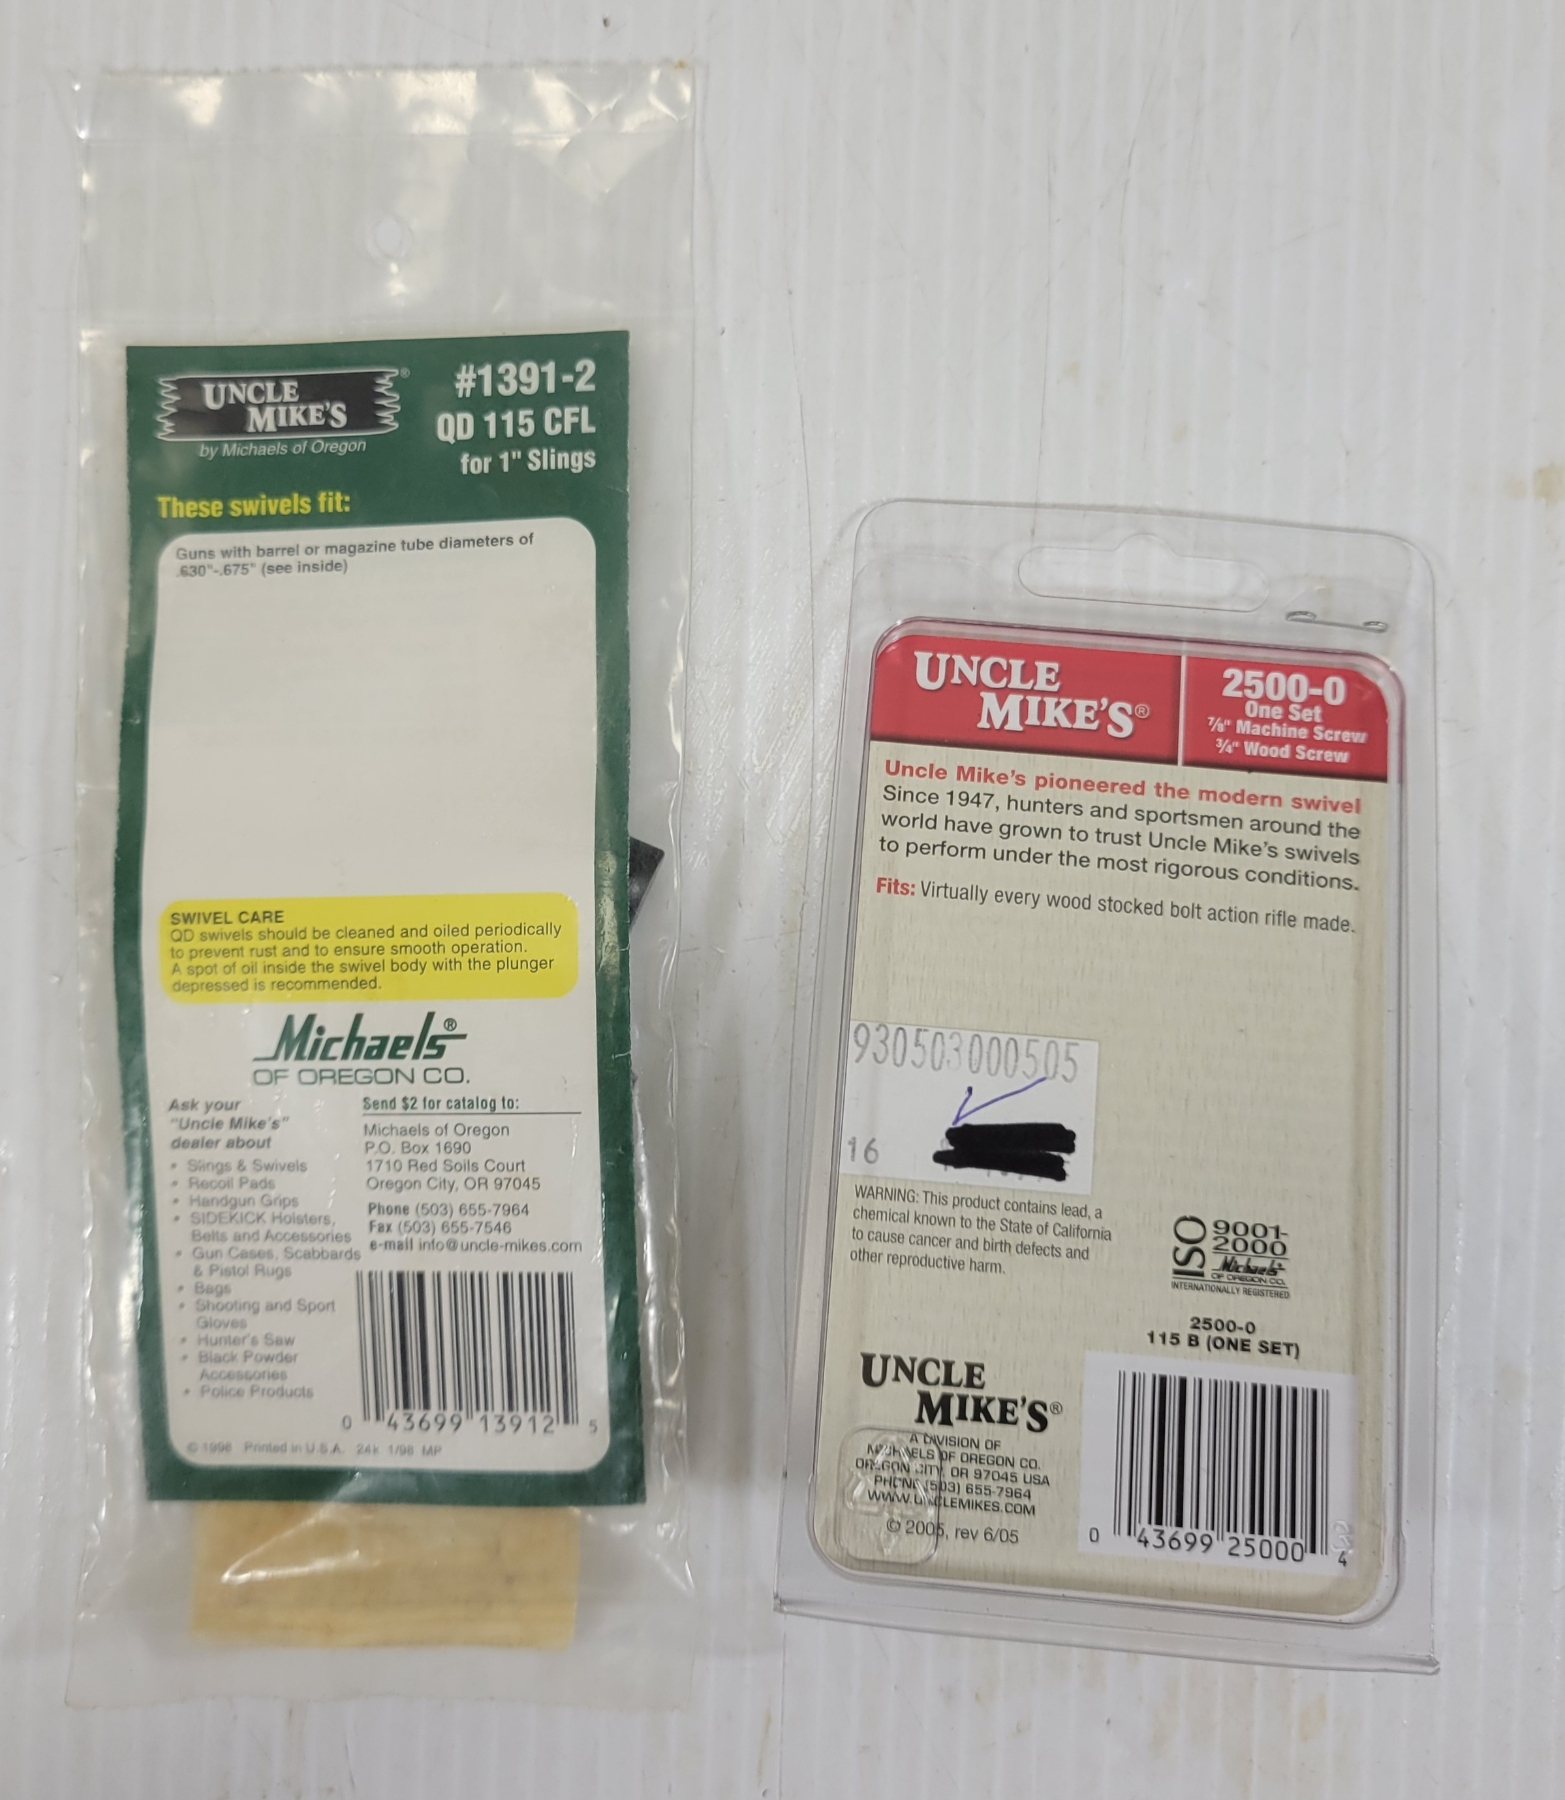 UNCLE
MIKE'S®
by Michaels of Oregon
#1391-2
QD 115 CFL
for 1" Slings
These swivels fit:
Guns with barrel or magazine tube diameters of
.630"-.675" (see inside)
SWIVEL CARE
QD swivels should be cleaned and oiled periodically
to prevent rust and to ensure smooth operation.
A spot of oil inside the swivel body with the plunger
depressed is recommended.
Michaels®
OF OREGON CO.
Ask your
"Uncle Mike's"
dealer about
• Slings & Swivels
• Recoil Pads
• Handgun Grips
• SIDEKICK Holsters,
Belts and Accessories
• Gun Cases, Scabbards
& Pistol Rugs
• Bags
• Shooting and Sport
Gloves
• Hunter's Saw
• Black Powder
Accessories
• Police Products
Send $2 for catalog to:
Michaels of Oregon
P.O. Box 1690
1710 Red Soils Court
Oregon City, OR 97045
Phone (503) 655-7964
Fax (503) 655-7546
e-mail info@uncle-mikes.com
0 43699 13912 5
© 1998 Printed in U.S.A. 24k 1/98 MP
UNCLE
MIKE'S®
2500-0
One Set
7/8" Machine Screw
3/4" Wood Screw
Uncle Mike's pioneered the modern swivel
Since 1947, hunters and sportsmen around the
world have grown to trust Uncle Mike's swivels
to perform under the most rigorous conditions.
Fits: Virtually every wood stocked bolt action rifle made.
930503000505
16
WARNING: This product contains lead, a
chemical known to the State of California
to cause cancer and birth defects and
other reproductive harm.
ISO
9001-
2000
Michaels
OF OREGON CO.
INTERNATIONALLY REGISTERED
2500-0
115 B (ONE SET)
UNCLE
MIKE'S®
A DIVISION OF
MICHAELS OF OREGON CO.
OREGON CITY, OR 97045 USA
PHONE (503) 655-7964
WWW.UNCLEMIKES.COM
© 2005, rev 6/05
0 43699 25000 4